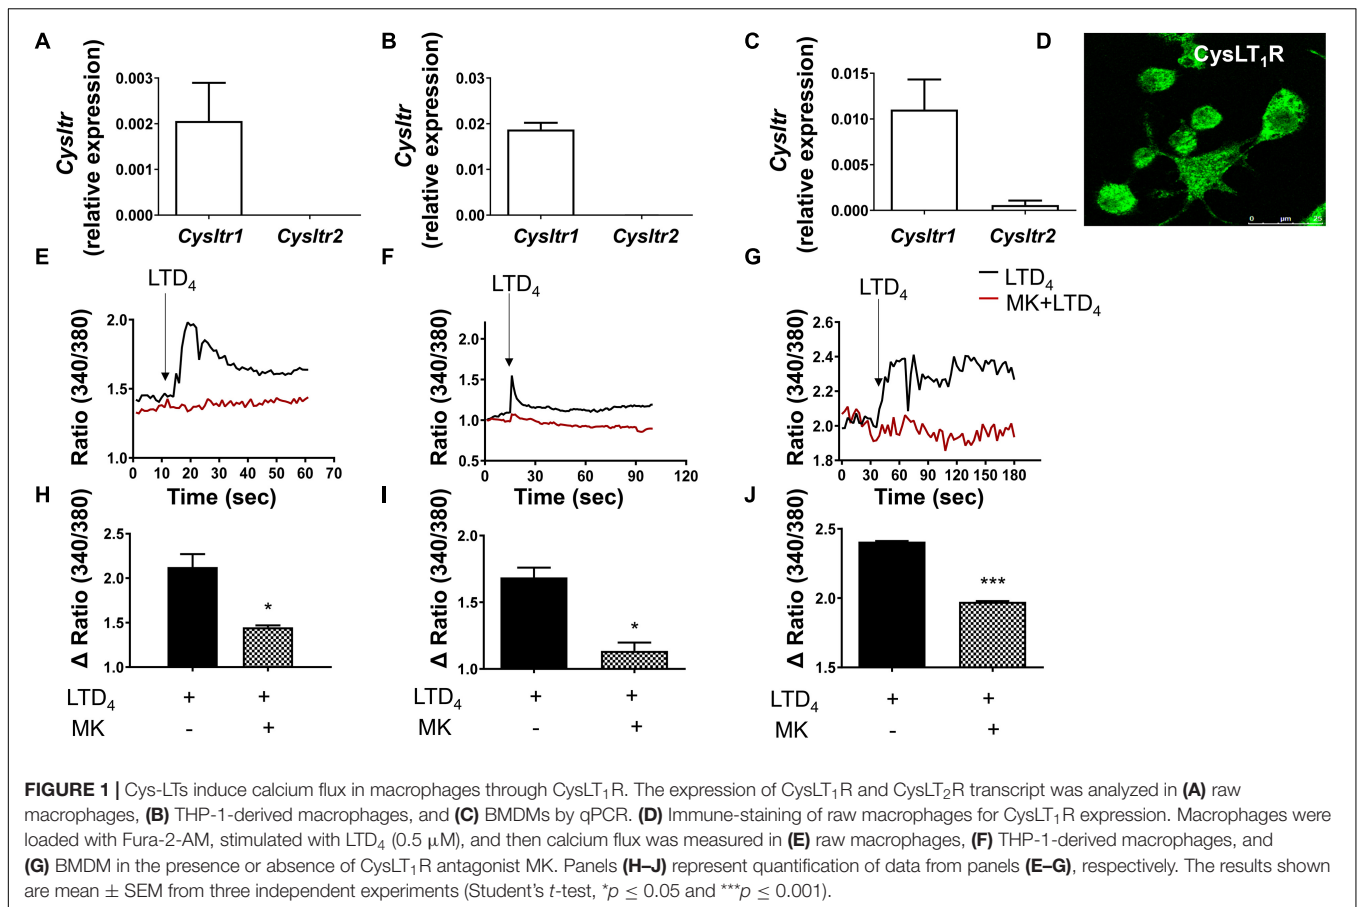 A
B
C
D
Cysltr
(relative expression)
0.003
0.002
0.001
0.000
Cysltr1
Cysltr2
Cysltr
(relative expression)
0.03
0.02
0.01
0.00
Cysltr1
Cysltr2
Cysltr
(relative expression)
0.015
0.010
0.005
0.000
Cysltr1
Cysltr2
CysLT₁R
0 µm 25
E
F
G
LTD₄
Ratio (340/380)
2.0
1.5
1.0
0 10 20 30 40 50 60 70
Time (sec)
LTD₄
Ratio (340/380)
2.0
1.5
1.0
0.5
0 30 60 90 120
Time (sec)
LTD₄
LTD₄
MK+LTD₄
Ratio (340/380)
2.6
2.4
2.2
2.0
1.8
0 30 60 90 120 150 180
Time (sec)
H
I
J
Δ Ratio (340/380)
2.5
2.0
1.5
1.0
*
LTD₄ + +
MK - +
Δ Ratio (340/380)
2.0
1.5
1.0
*
LTD₄ + +
MK - +
Δ Ratio (340/380)
2.5
2.0
1.5
***
LTD₄ + +
MK - +
FIGURE 1 | Cys-LTs induce calcium flux in macrophages through CysLT₁R. The expression of CysLT₁R and CysLT₂R transcript was analyzed in (A) raw
macrophages, (B) THP-1-derived macrophages, and (C) BMDMs by qPCR. (D) Immune-staining of raw macrophages for CysLT₁R expression. Macrophages were
loaded with Fura-2-AM, stimulated with LTD₄ (0.5 µM), and then calcium flux was measured in (E) raw macrophages, (F) THP-1-derived macrophages, and
(G) BMDM in the presence or absence of CysLT₁R antagonist MK. Panels (H–J) represent quantification of data from panels (E–G), respectively. The results shown
are mean ± SEM from three independent experiments (Student's t-test, *p ≤ 0.05 and ***p ≤ 0.001).